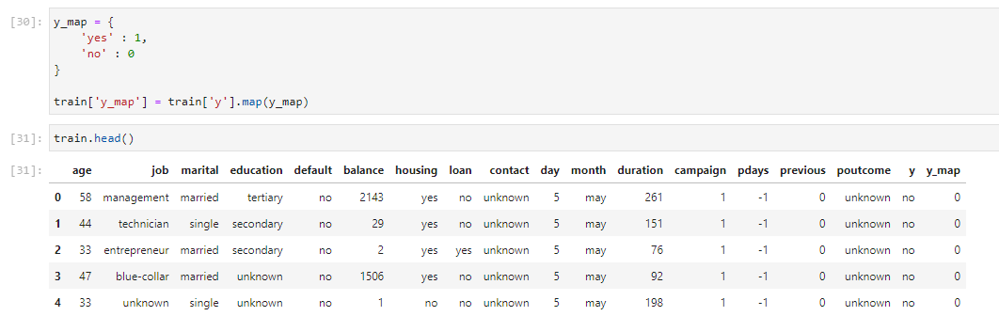 [30]: y_map = {
'yes' : 1,
'no' : 0
}
train['y_map'] = train['y'].map(y_map)
[31]: train.head()
[31]: age job marital education default balance housing loan contact day month duration campaign pdays previous poutcome y y_map
0 58 management married tertiary no 2143 yes no unknown 5 may 261 1 -1 0 unknown no 0
1 44 technician single secondary no 29 yes no unknown 5 may 151 1 -1 0 unknown no 0
2 33 entrepreneur married secondary no 2 yes yes unknown 5 may 76 1 -1 0 unknown no 0
3 47 blue-collar married unknown no 1506 yes no unknown 5 may 92 1 -1 0 unknown no 0
4 33 unknown single unknown no 1 no no unknown 5 may 198 1 -1 0 unknown no 0